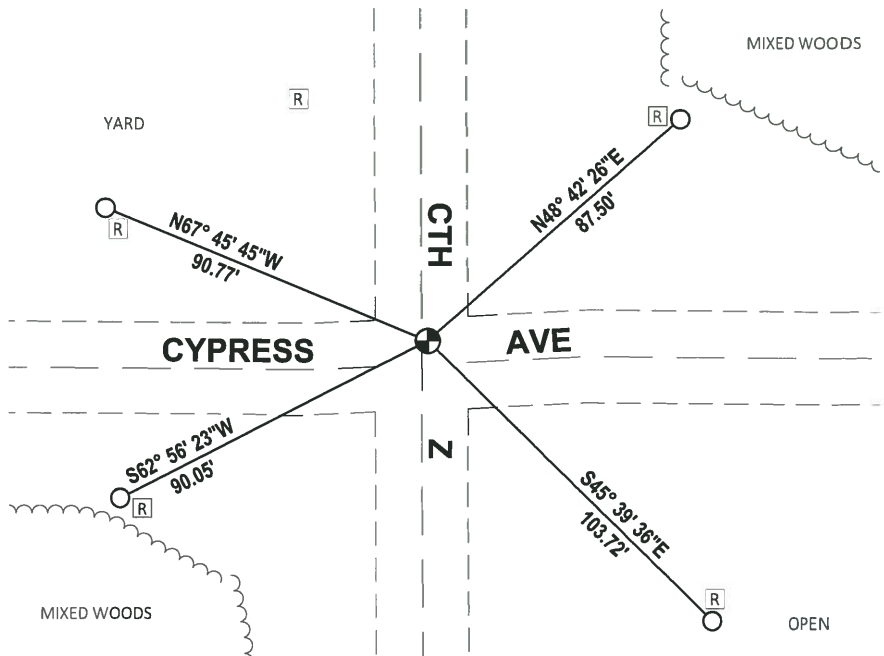 MIXED WOODS
R
R
YARD
N48° 42' 26"E
87.50'
R
N67° 45' 45"W
90.77'
CTH
CYPRESS
AVE
Z
S62° 56' 23"W
90.05'
R
S45° 39' 36"E
103.72'
R
MIXED WOODS
OPEN